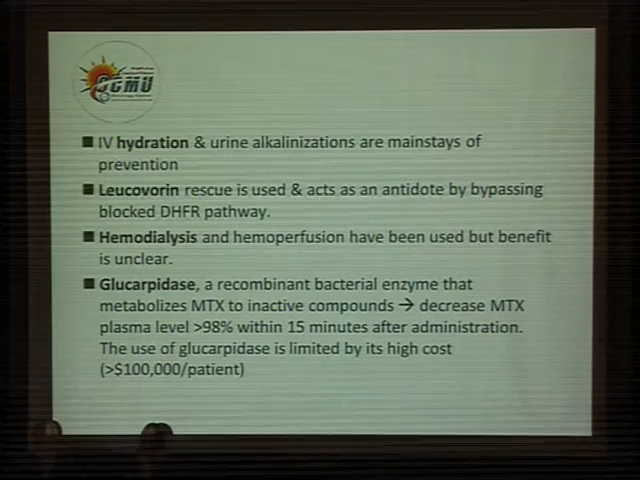 GCMU
IV hydration & urine alkalinizations are mainstays of
prevention
Leucovorin rescue is used & acts as an antidote by bypassing
blocked DHFR pathway.
Hemodialysis and hemoperfusion have been used but benefit
is unclear.
Glucarpidase, a recombinant bacterial enzyme that
metabolizes MTX to inactive compounds → decrease MTX
plasma level >98% within 15 minutes after administration.
The use of glucarpidase is limited by its high cost
(>$100,000/patient)